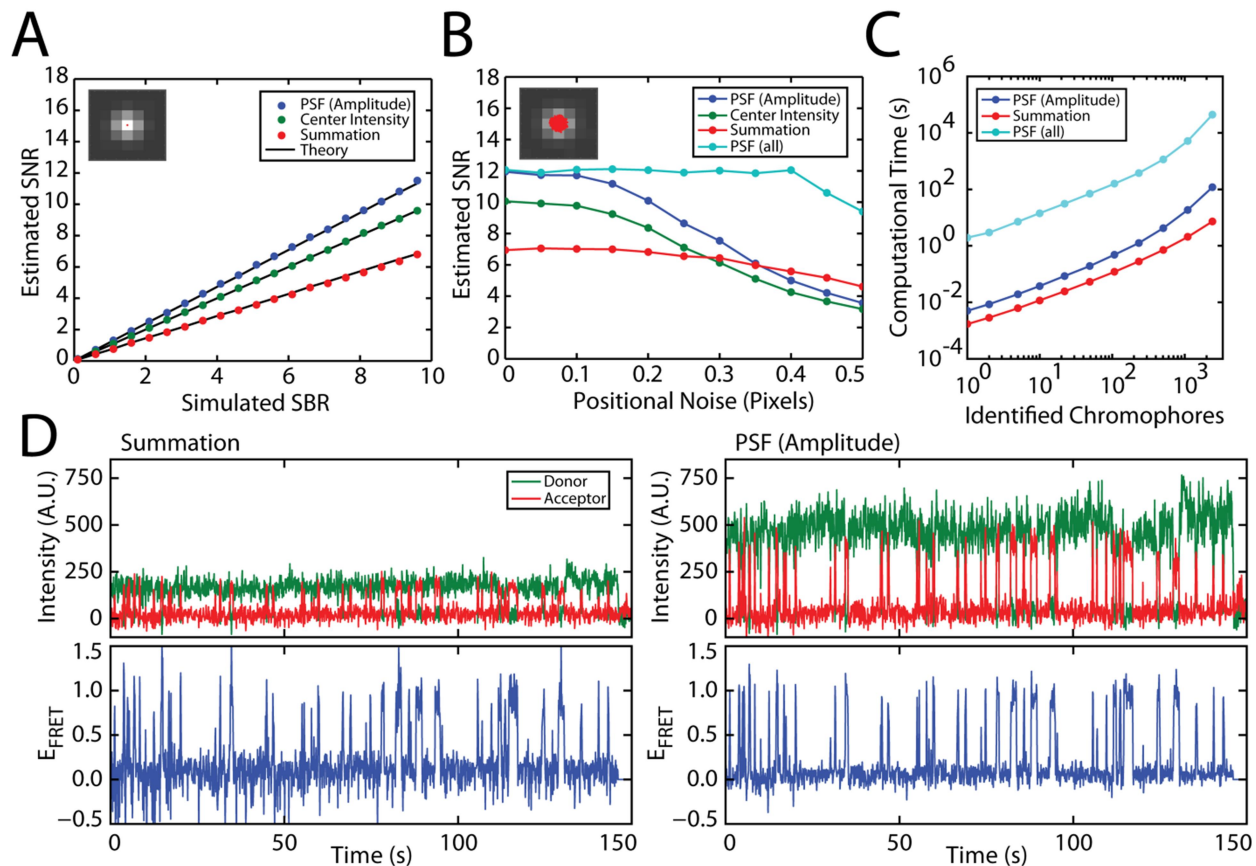 A
Estimated SNR
18
16
14
12
10
8
6
4
2
0
PSF (Amplitude)
Center Intensity
Summation
Theory
0 2 4 6 8 10
Simulated SBR
B
Estimated SNR
18
16
14
12
10
8
6
4
2
0
PSF (Amplitude)
Center Intensity
Summation
PSF (all)
0 0.1 0.2 0.3 0.4 0.5
Positional Noise (Pixels)
C
Computational Time (s)
10^6
10^4
10^2
10^0
10^-2
10^-4
PSF (Amplitude)
Summation
PSF (all)
10^0 10^1 10^2 10^3
Identified Chromophores
D
Summation
Intensity (A.U.)
750
500
250
0
Donor
Acceptor
E_FRET
1.5
1.0
0.5
0.0
−0.5
0 50 100 150
Time (s)
PSF (Amplitude)
Intensity (A.U.)
750
500
250
0
E_FRET
1.5
1.0
0.5
0.0
−0.5
0 50 100 150
Time (s)